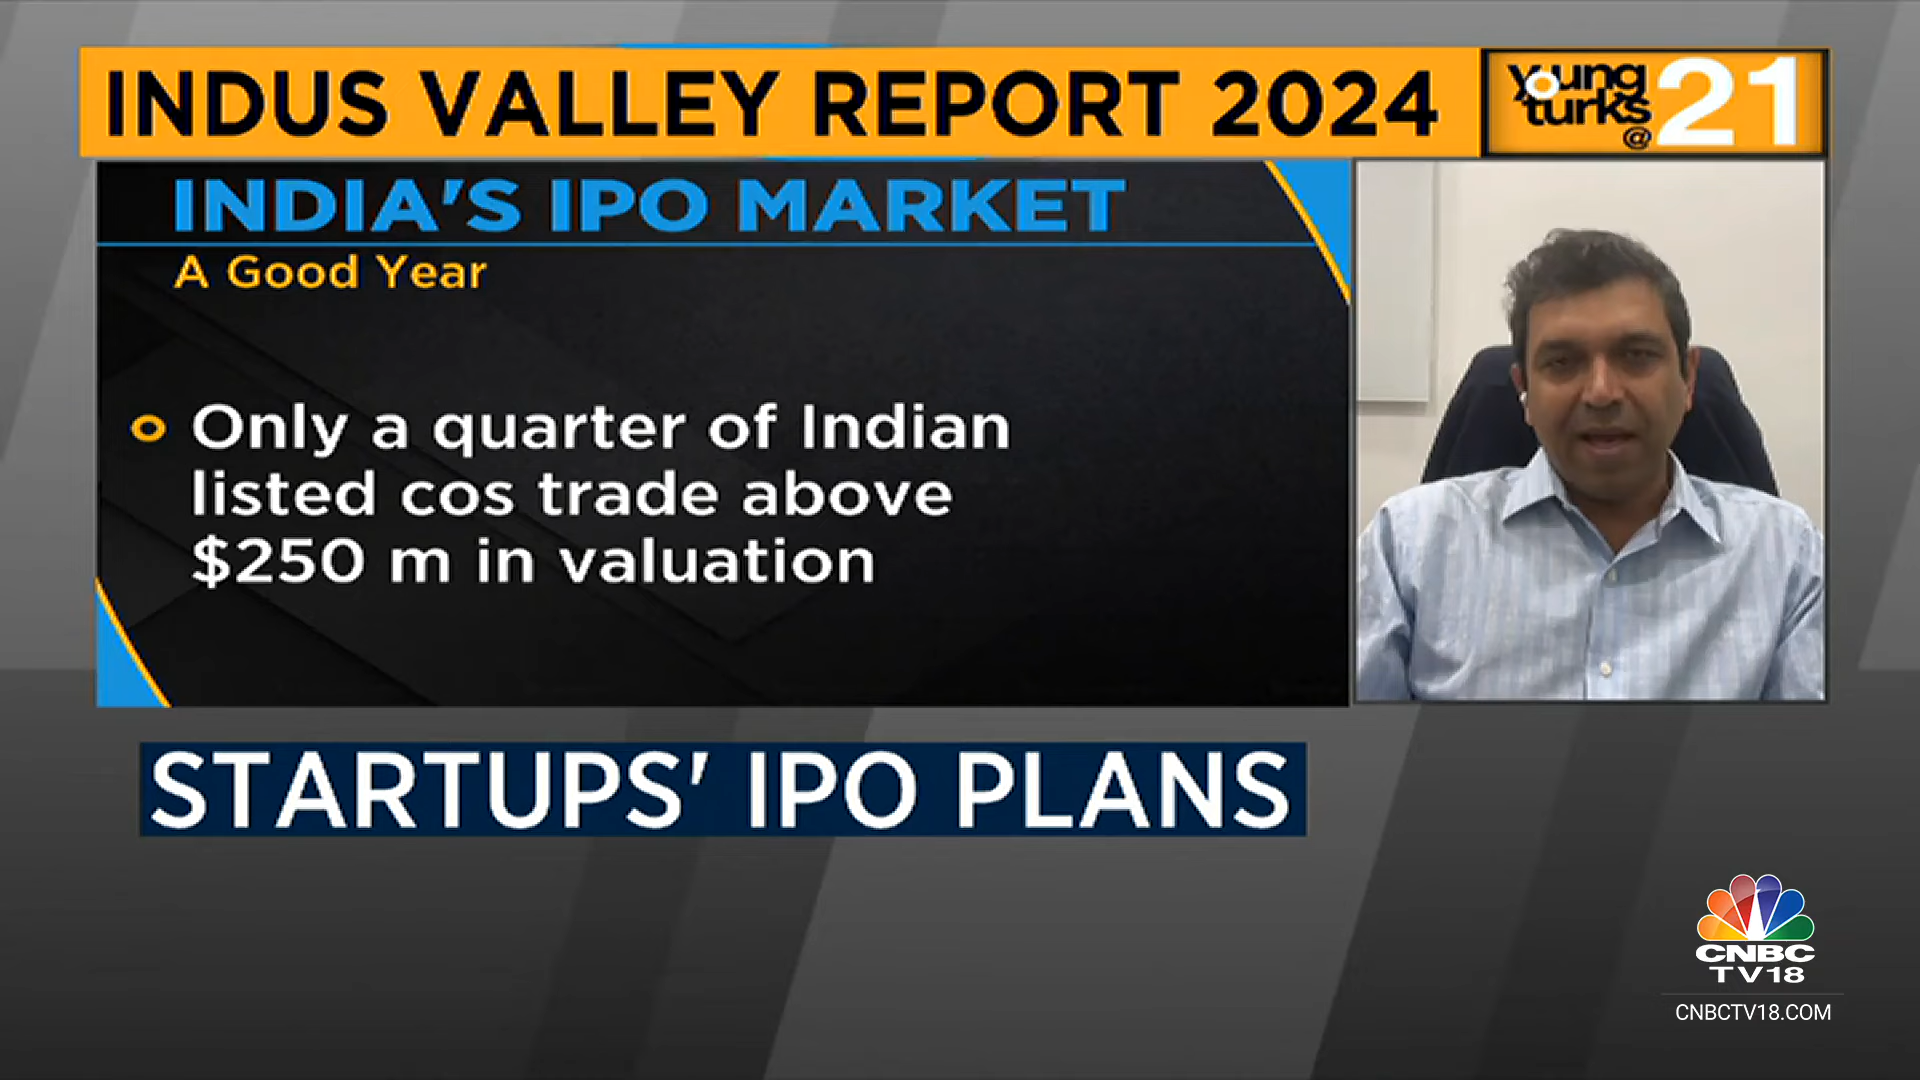 INDUS VALLEY REPORT 2024
young
turks
@
21
INDIA'S IPO MARKET
A Good Year
Only a quarter of Indian
listed cos trade above
$250 m in valuation
STARTUPS' IPO PLANS
CNBC
TV18
CNBCTV18.COM